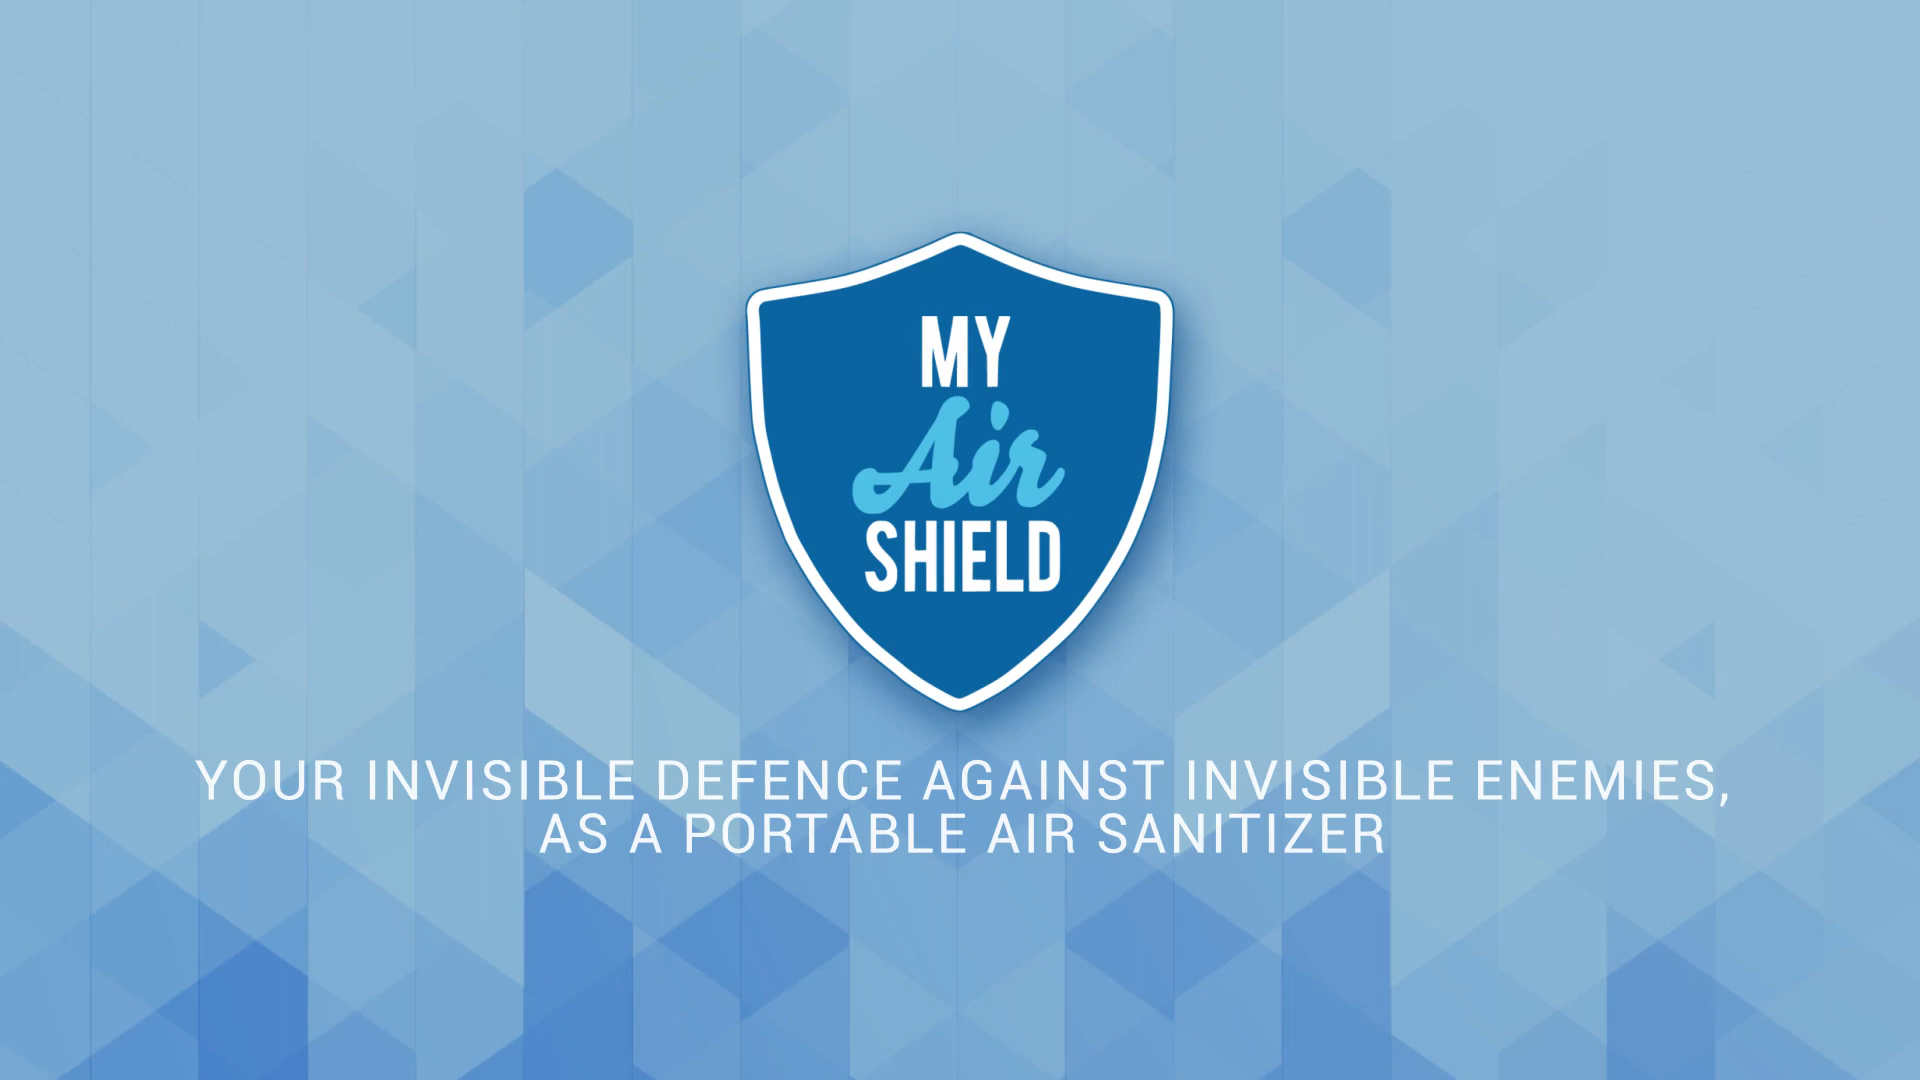 MY
Air
SHIELD
YOUR INVISIBLE DEFENCE AGAINST INVISIBLE ENEMIES,
AS A PORTABLE AIR SANITIZER